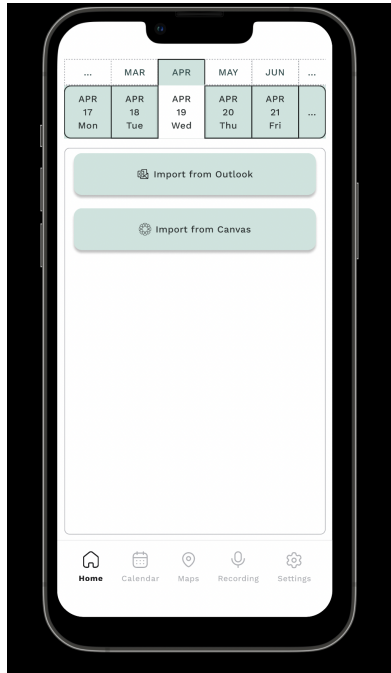 ... MAR APR MAY JUN ...
APR APR APR APR APR
17 18 19 20 21 ...
Mon Tue Wed Thu Fri
Import from Outlook
Import from Canvas
Home Calendar Maps Recording Settings